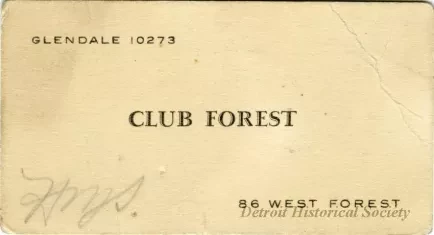 GLENDALE 10273
CLUB FOREST
86 WEST FOREST
Detroit Historical Society